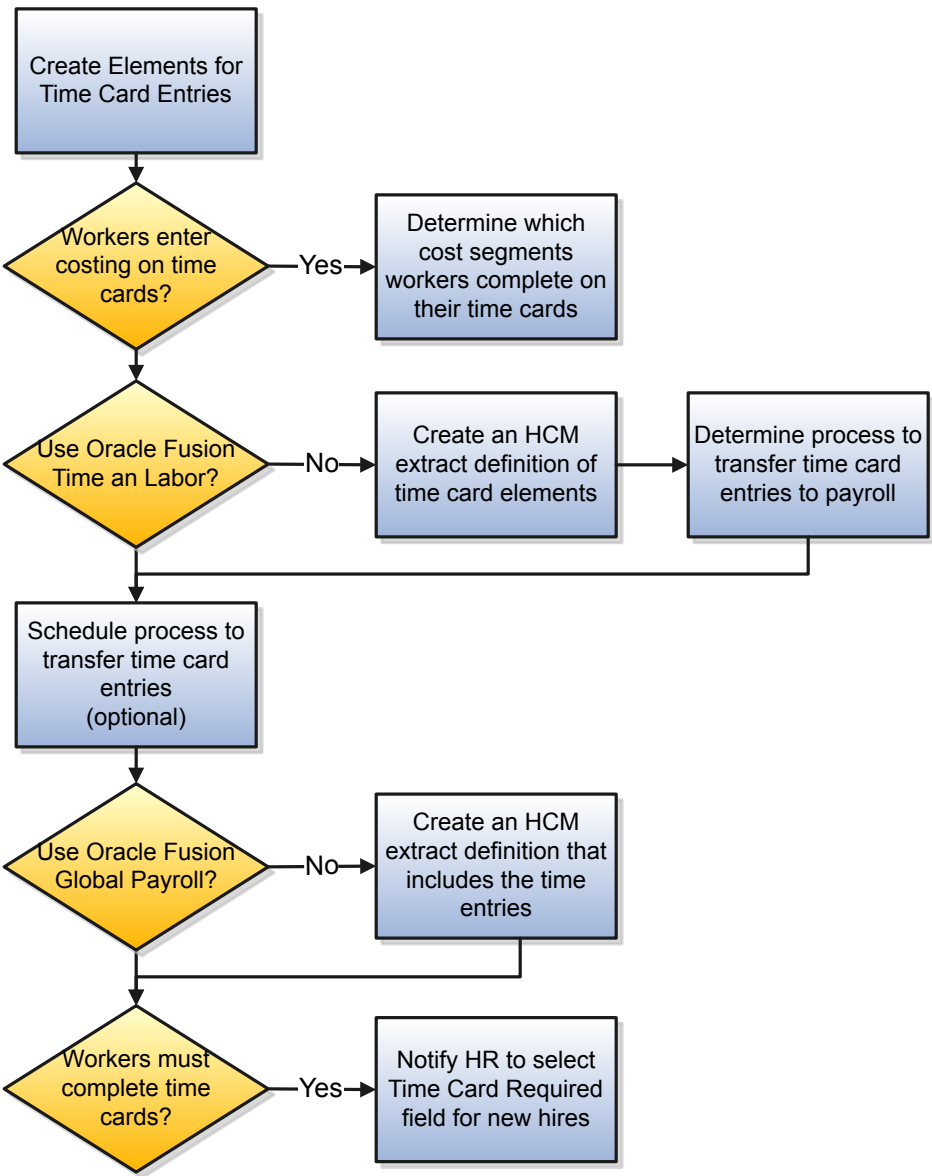 Create Elements for
Time Card Entries
Workers enter
costing on time
cards?
Yes
Determine which
cost segments
workers complete on
their time cards
Use Oracle Fusion
Time an Labor?
No
Create an HCM
extract definition of
time card elements
Determine process to
transfer time card
entries to payroll
Schedule process to
transfer time card
entries
(optional)
Use Oracle Fusion
Global Payroll?
No
Create an HCM
extract definition that
includes the time
entries
Workers must
complete time
cards?
Yes
Notify HR to select
Time Card Required
field for new hires